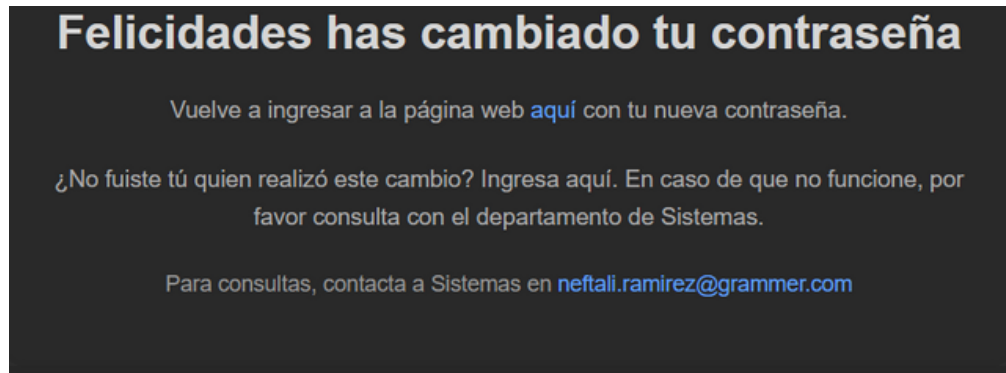 Felicidades has cambiado tu contraseña
Vuelve a ingresar a la página web aquí con tu nueva contraseña.
¿No fuiste tú quien realizó este cambio? Ingresa aquí. En caso de que no funcione, por
favor consulta con el departamento de Sistemas.
Para consultas, contacta a Sistemas en neftali.ramirez@grammer.com